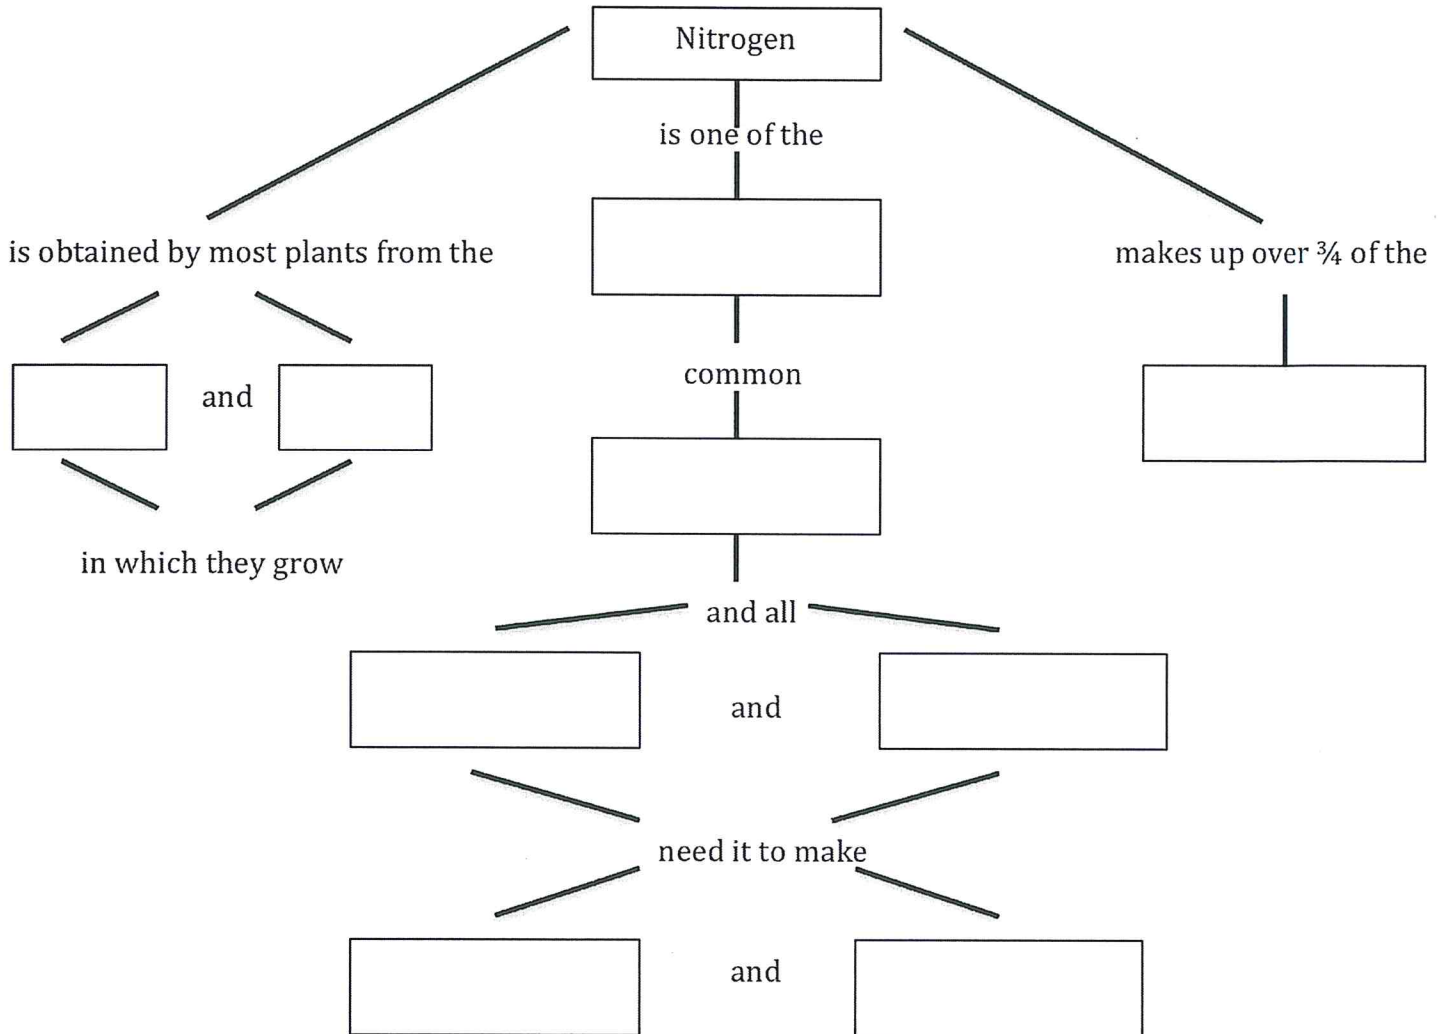 Nitrogen
is one of the
is obtained by most plants from the
makes up over ¾ of the
common
and
in which they grow
and all
and
need it to make
and